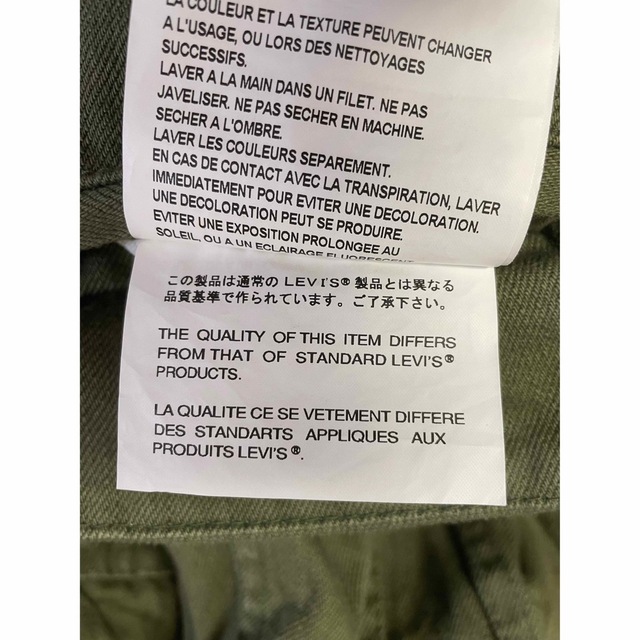 LA COULEUR ET LA TEXTURE PEUVENT CHANGER
A L'USAGE, OU LORS DES NETTOYAGES
SUCCESSIFS.
LAVER A LA MAIN DANS UN FILET. NE PAS
JAVELISER. NE PAS SECHER EN MACHINE.
SECHER A L'OMBRE.
LAVER LES COULEURS SEPAREMENT.
EN CAS DE CONTACT AVEC LA TRANSPIRATION, LAVER
IMMEDIATEMENT POUR EVITER UNE DECOLORATION.
UNE DECOLORATION PEUT SE PRODUIRE.
EVITER UNE EXPOSITION PROLONGEE AU
SOLEIL, OU A UN ECLAIRAGE FLUORESCENT
この製品は通常の LEVI'S® 製品とは異なる
品質基準で作られています。ご了承下さい。
THE QUALITY OF THIS ITEM DIFFERS
FROM THAT OF STANDARD LEVI'S®
PRODUCTS.
LA QUALITE CE SE VETEMENT DIFFERE
DES STANDARTS APPLIQUES AUX
PRODUITS LEVI'S®.